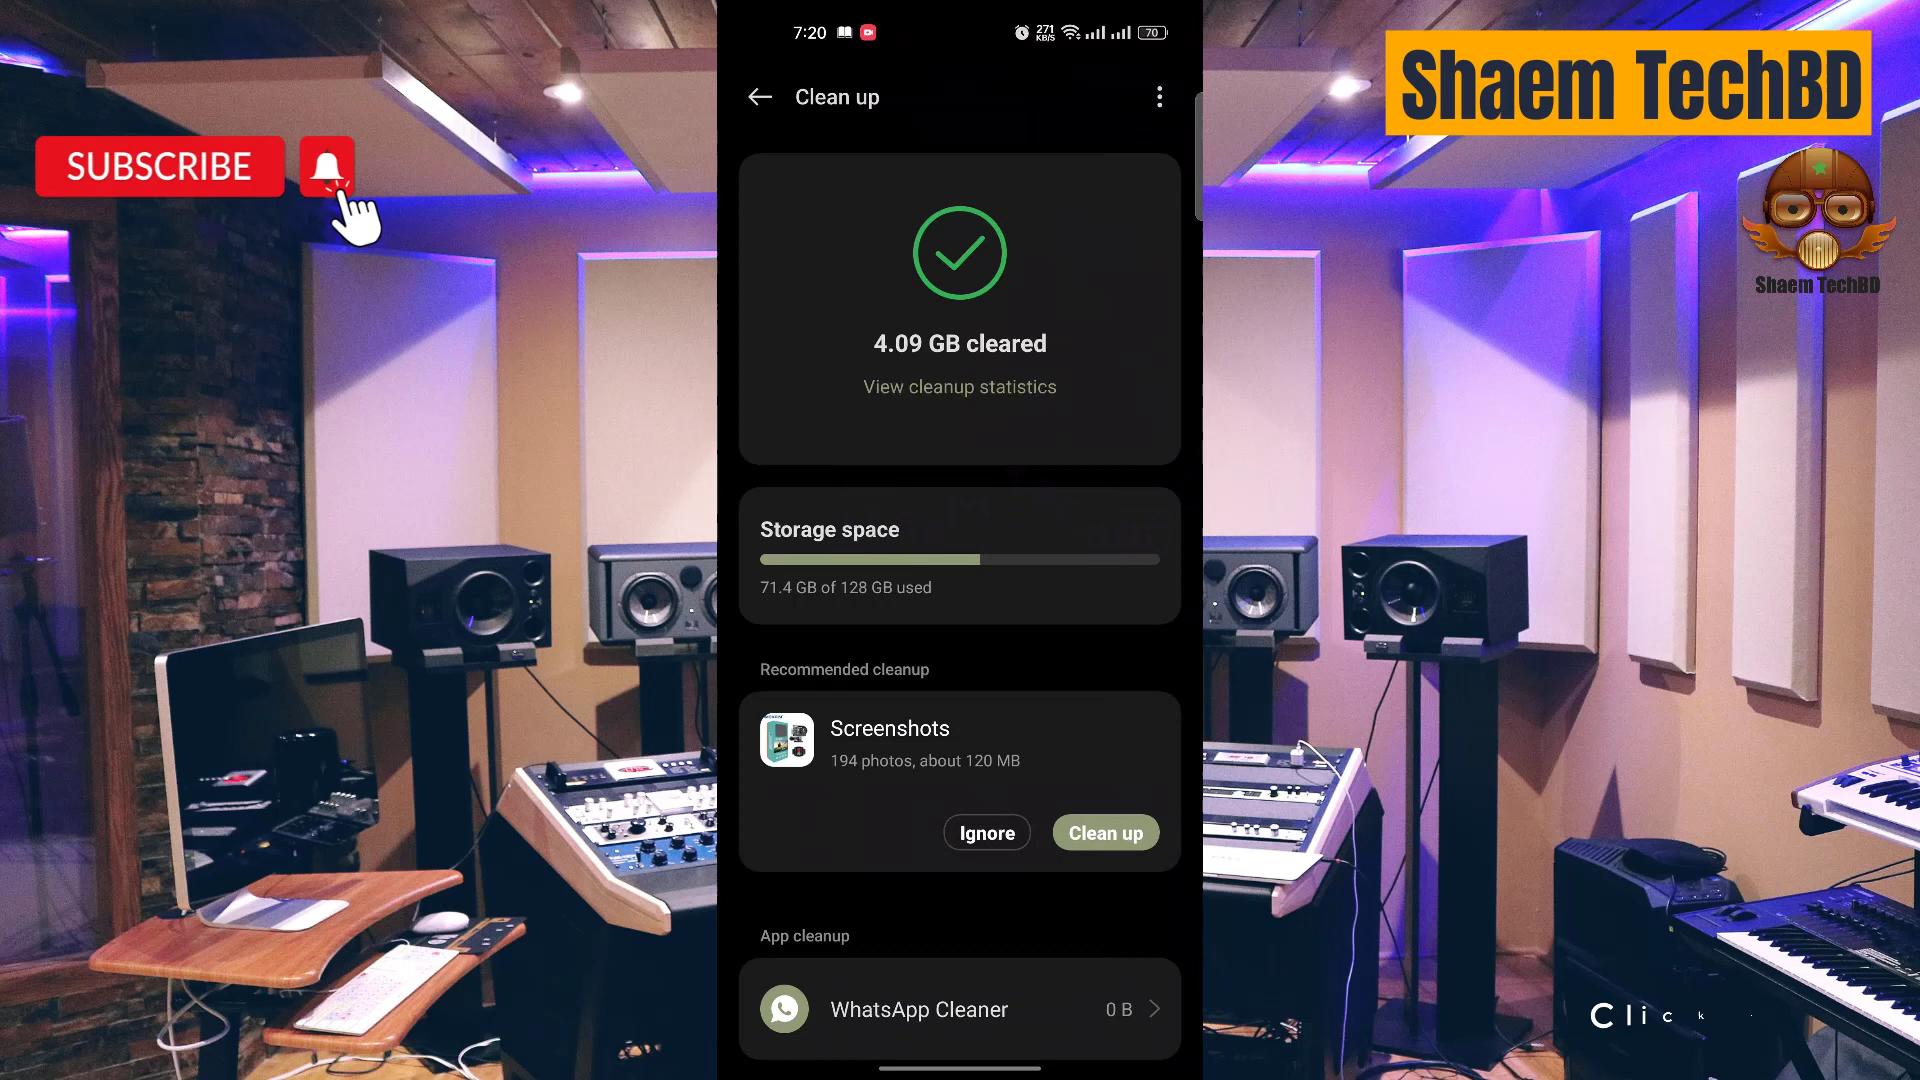 7:20
271
KB/S
70
Clean up
4.09 GB cleared
View cleanup statistics
Storage space
71.4 GB of 128 GB used
Recommended cleanup
Screenshots
194 photos, about 120 MB
Ignore
Clean up
App cleanup
WhatsApp Cleaner
0 B
SUBSCRIBE
Shaem TechBD
Shaem TechBD
Click